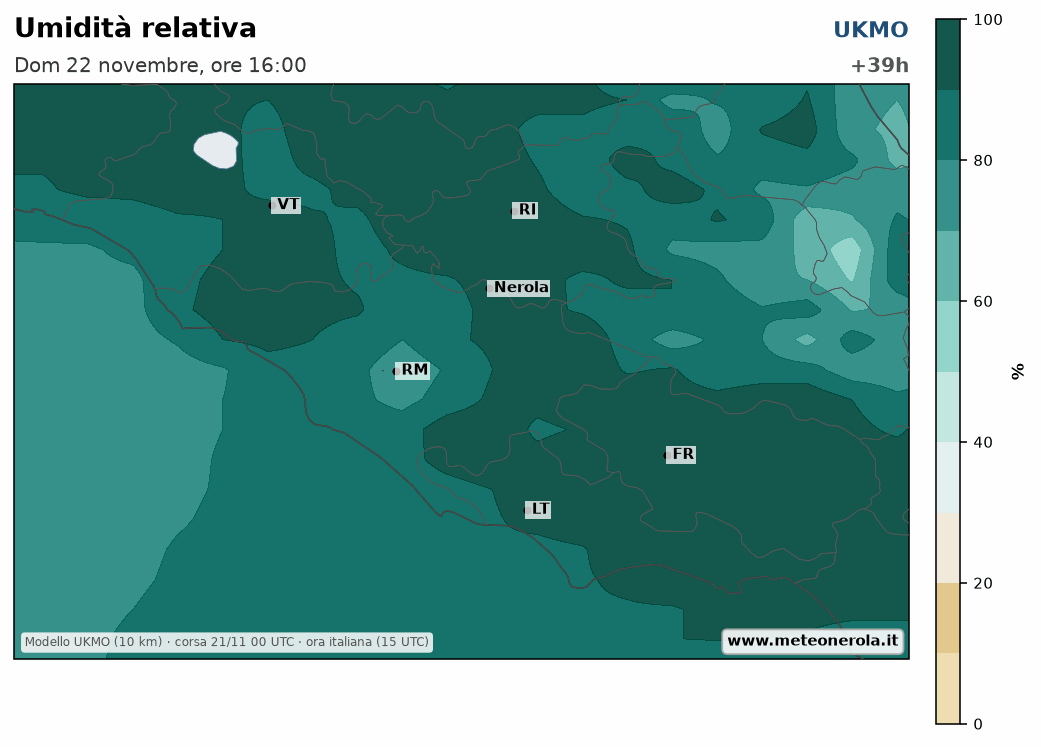 Umidità relativa
UKMO
Dom 22 novembre, ore 16:00
+39h
100
80
60
40
20
0
%
VT
RI
Nerola
RM
FR
LT
Modello UKMO (10 km) · corsa 21/11 00 UTC · ora italiana (15 UTC)
www.meteonerola.it